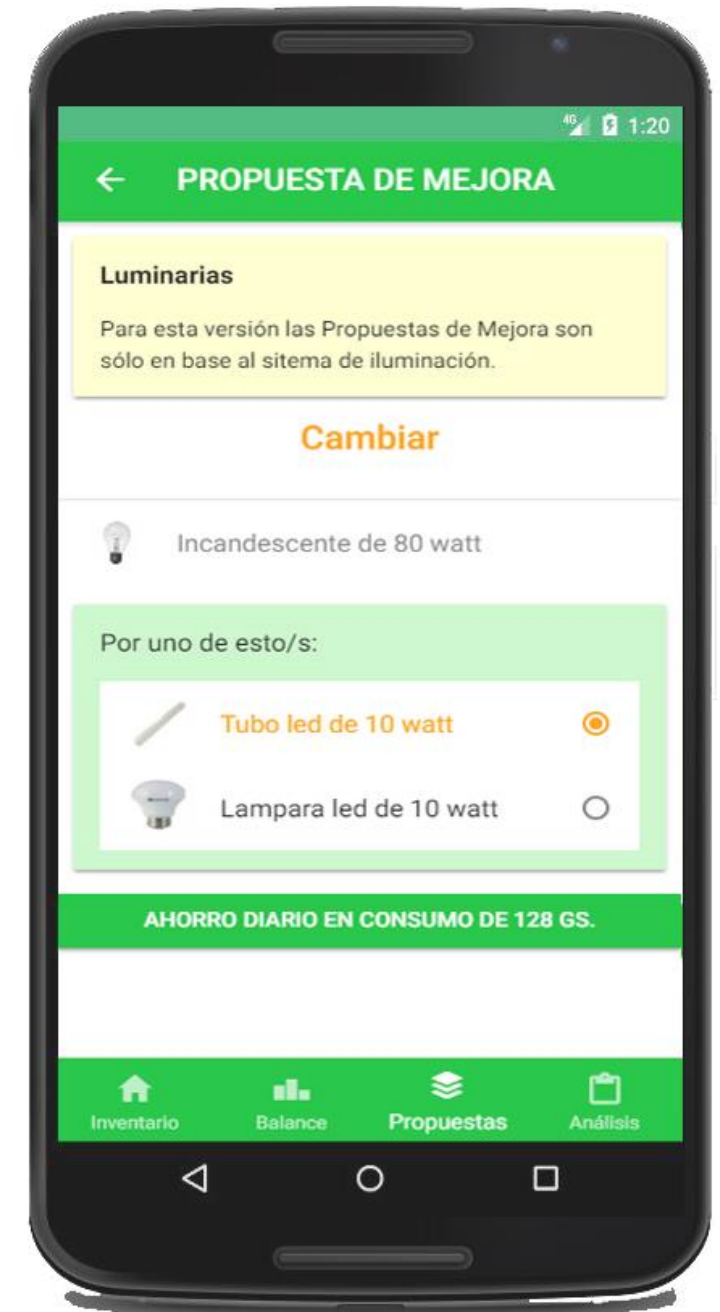 4G 1:20
PROPUESTA DE MEJORA
Luminarias
Para esta versión las Propuestas de Mejora son
sólo en base al sitema de iluminación.
Cambiar
Incandescente de 80 watt
Por uno de esto/s:
Tubo led de 10 watt
Lampara led de 10 watt
AHORRO DIARIO EN CONSUMO DE 128 GS.
Inventario Balance Propuestas Análisis